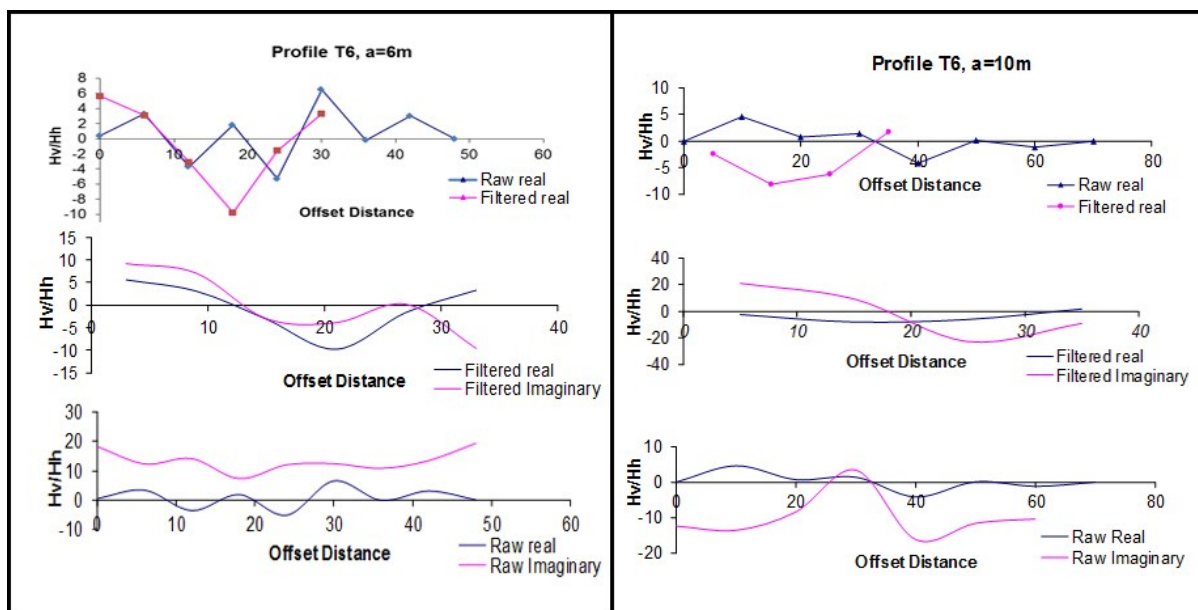 Profile T6, a=6m
8
6
4
2
0
-2
-4
-6
-8
-10
Hv/Hh
0 10 20 30 40 50 60
Raw real
Filtered real
Offset Distance
15
10
5
0
-5
-10
-15
Hv/Hh
0 10 20 30 40
Filtered real
Filtered Imaginary
Offset Distance
30
20
10
0
-10
Hv/Hh
0 10 20 30 40 50 60
Raw real
Raw Imaginary
Offset Distance
Profile T6, a=10m
10
5
0
-5
-10
Hv/Hh
0 20 40 60 80
Offset Distance
Raw real
Filtered real
40
20
0
-20
-40
Hv/Hh
0 10 20 30 40
Filtered real
Filtered Imaginary
Offset Distance
10
0
-10
-20
Hv/Hh
0 20 40 60 80
Offset Distance
Raw Real
Raw Imaginary